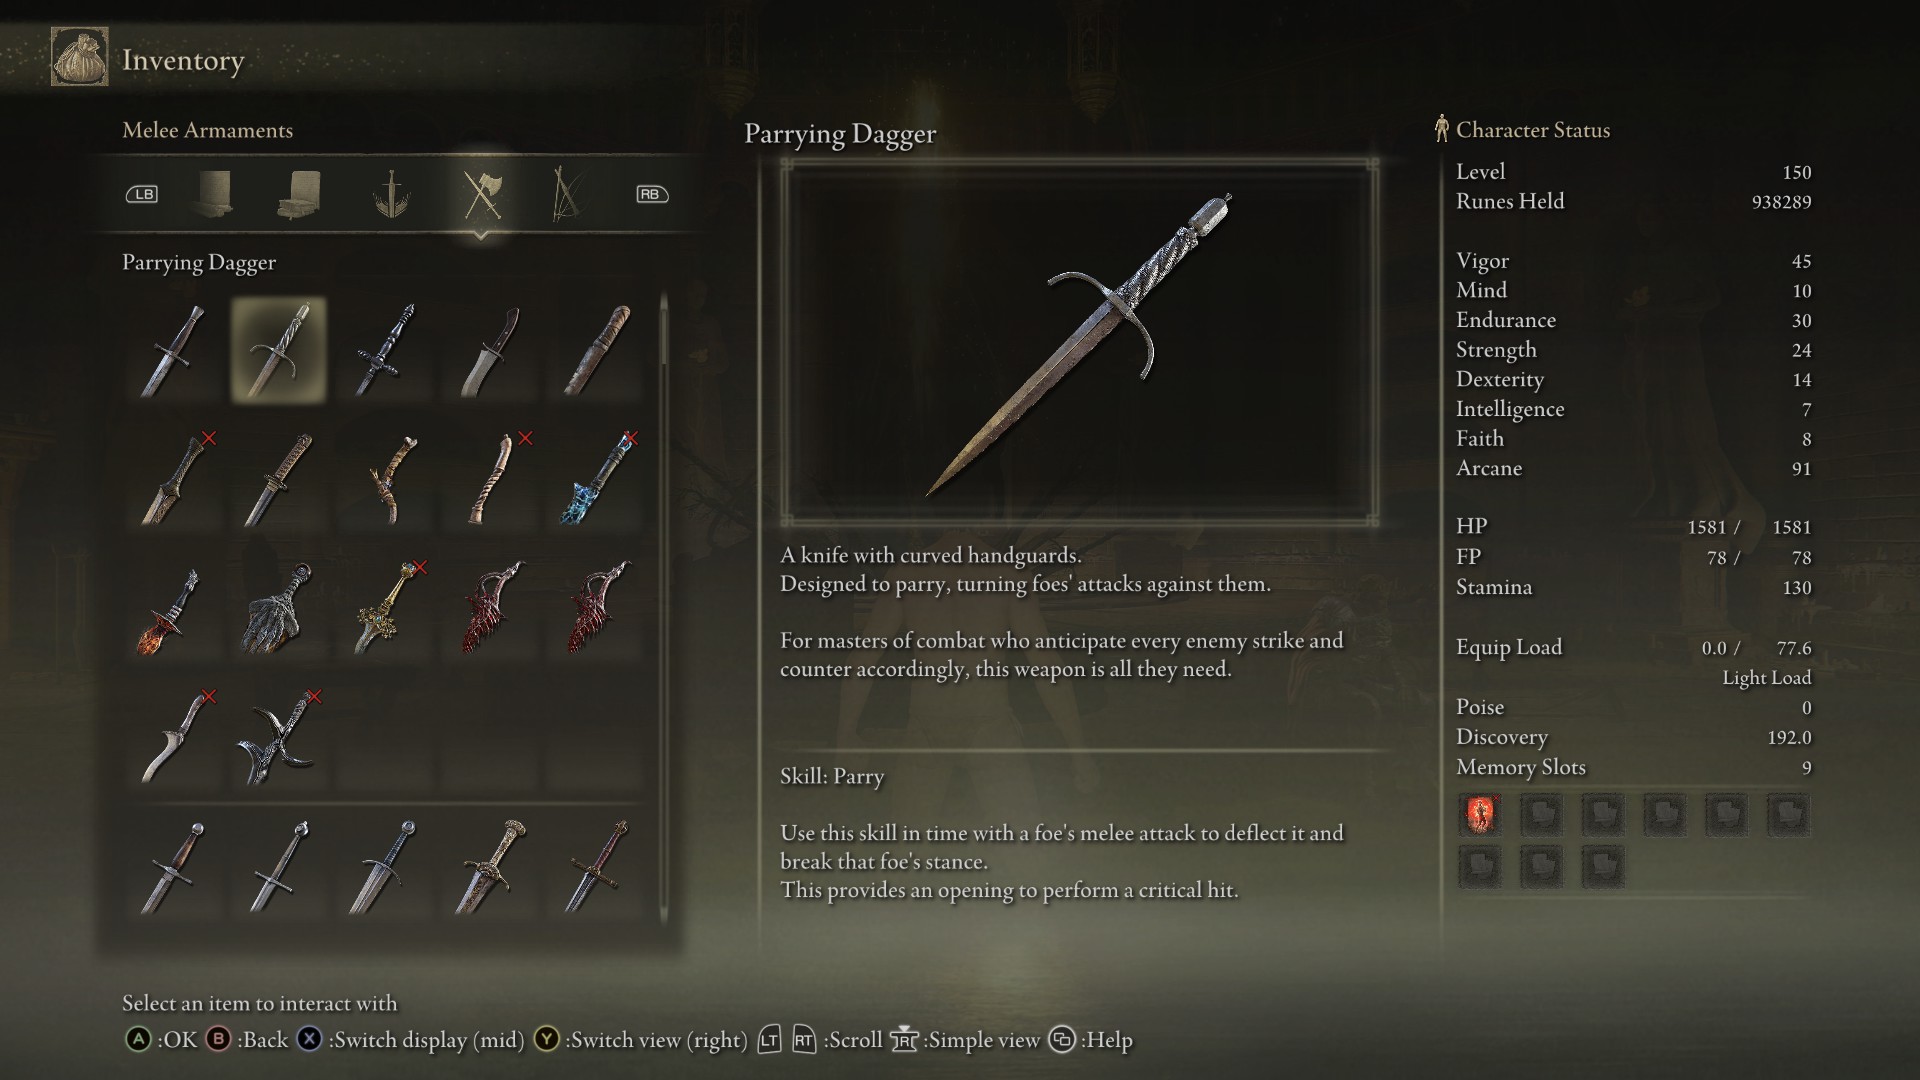 Inventory
Melee Armaments
LB
RB
Parrying Dagger
Parrying Dagger
A knife with curved handguards.
Designed to parry, turning foes' attacks against them.
For masters of combat who anticipate every enemy strike and
counter accordingly, this weapon is all they need.
Skill: Parry
Use this skill in time with a foe's melee attack to deflect it and
break that foe's stance.
This provides an opening to perform a critical hit.
Character Status
Level 150
Runes Held 938289
Vigor 45
Mind 10
Endurance 30
Strength 24
Dexterity 14
Intelligence 7
Faith 8
Arcane 91
HP 1581 / 1581
FP 78 / 78
Stamina 130
Equip Load 0.0 / 77.6
Light Load
Poise 0
Discovery 192.0
Memory Slots 9
Select an item to interact with
A :OK B :Back X :Switch display (mid) Y :Switch view (right) LT RT :Scroll R :Simple view :Help